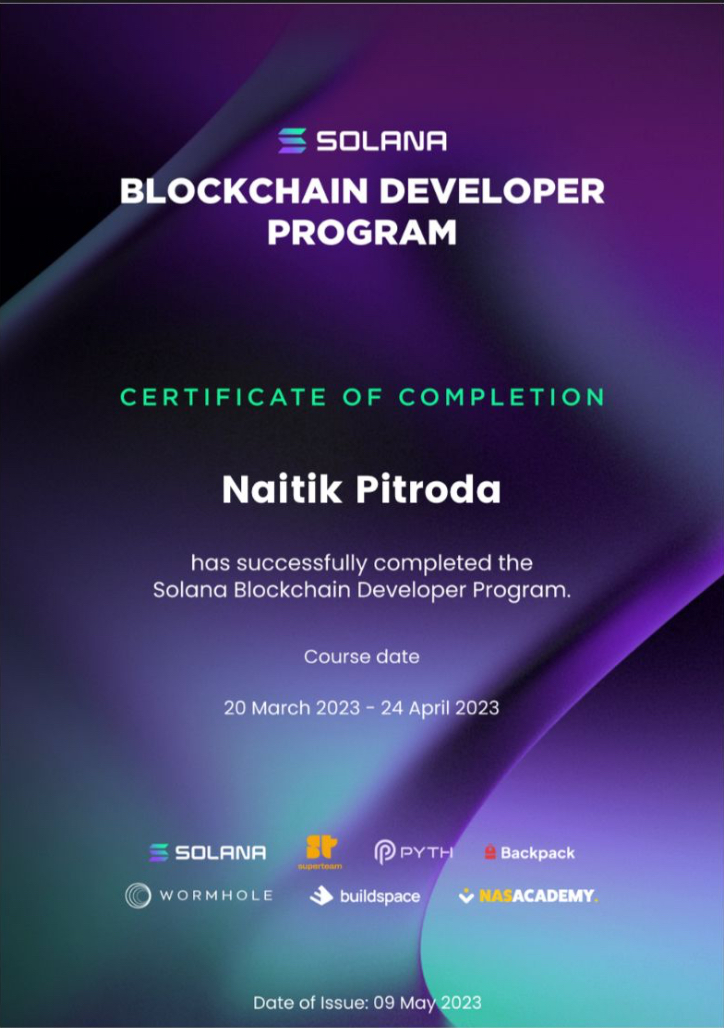 SOLANA
BLOCKCHAIN DEVELOPER
PROGRAM
CERTIFICATE OF COMPLETION
Naitik Pitroda
has successfully completed the
Solana Blockchain Developer Program.
Course date
20 March 2023 - 24 April 2023
SOLANA superteam PYTH Backpack
WORMHOLE buildspace NASACADEMY.
Date of Issue: 09 May 2023